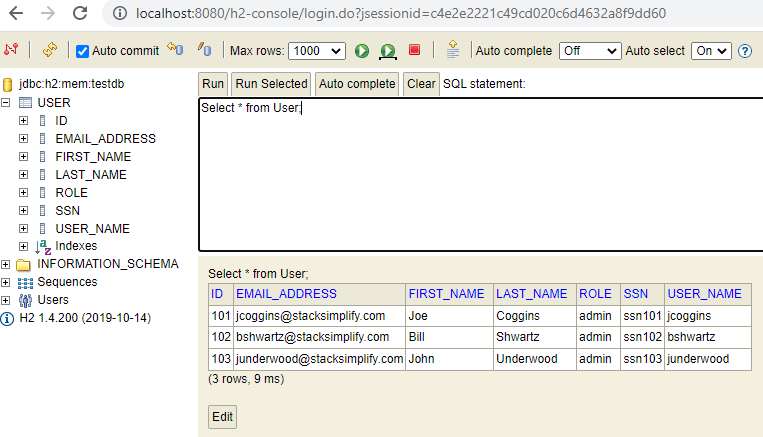 localhost:8080/h2-console/login.do?jsessionid=c4e2e2221c49cd020c6d4632a8f9dd60
Auto commit Max rows: 1000 Auto complete Off Auto select On ?
jdbc:h2:mem:testdb
USER
ID
EMAIL_ADDRESS
FIRST_NAME
LAST_NAME
ROLE
SSN
USER_NAME
Indexes
INFORMATION_SCHEMA
Sequences
Users
H2 1.4.200 (2019-10-14)
Run Run Selected Auto complete Clear SQL statement:
Select * from User;
Select * from User;
ID EMAIL_ADDRESS FIRST_NAME LAST_NAME ROLE SSN USER_NAME
101 jcoggins@stacksimplify.com Joe Coggins admin ssn101 jcoggins
102 bshwartz@stacksimplify.com Bill Shwartz admin ssn102 bshwartz
103 junderwood@stacksimplify.com John Underwood admin ssn103 junderwood
(3 rows, 9 ms)
Edit